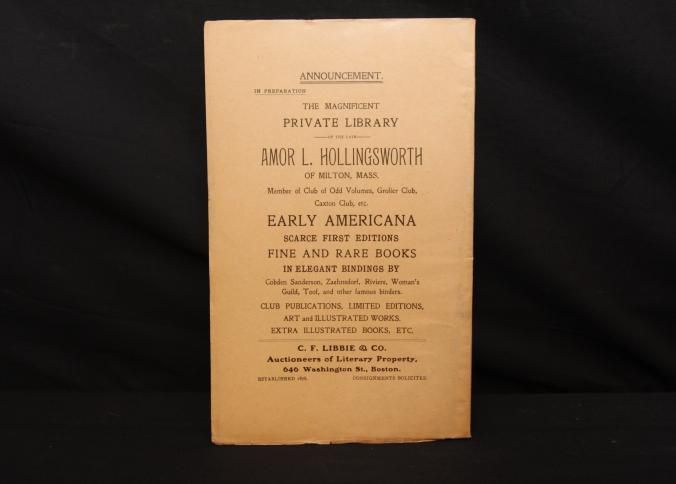 ANNOUNCEMENT.
IN PREPARATION
THE MAGNIFICENT
PRIVATE LIBRARY
OF THE LATE
AMOR L. HOLLINGSWORTH
OF MILTON, MASS.
Member of Club of Odd Volumes, Grolier Club,
Caxton Club, etc.
EARLY AMERICANA
SCARCE FIRST EDITIONS
FINE AND RARE BOOKS
IN ELEGANT BINDINGS BY
Cobden Sanderson, Zaehnsdorf, Riviere, Woman's
Guild, Toof, and other famous binders.
CLUB PUBLICATIONS, LIMITED EDITIONS,
ART and ILLUSTRATED WORKS.
EXTRA ILLUSTRATED BOOKS, ETC.
C. F. LIBBIE & CO.
Auctioneers of Literary Property,
646 Washington St., Boston.
ESTABLISHED CONSIGNMENTS SOLICITED.